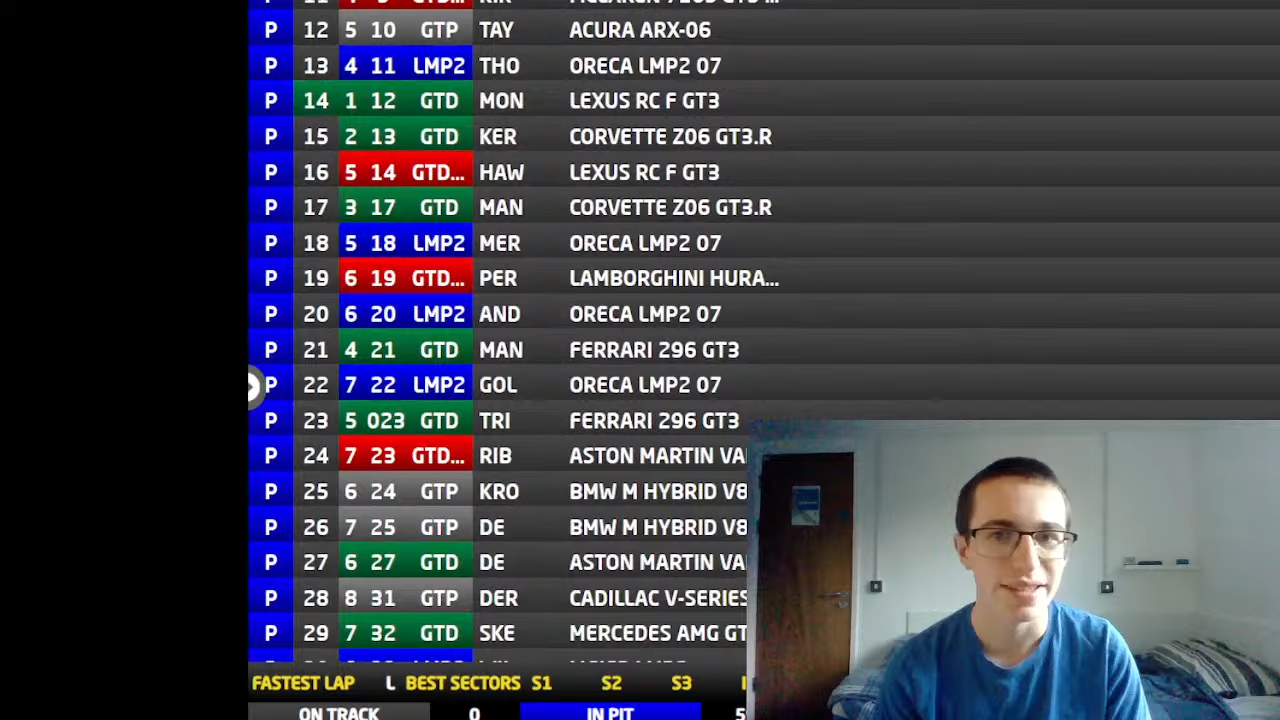 P 12 5 10 GTP TAY ACURA ARX-06
P 13 4 11 LMP2 THO ORECA LMP2 07
P 14 1 12 GTD MON LEXUS RC F GT3
P 15 2 13 GTD KER CORVETTE Z06 GT3.R
P 16 5 14 GTD... HAW LEXUS RC F GT3
P 17 3 17 GTD MAN CORVETTE Z06 GT3.R
P 18 5 18 LMP2 MER ORECA LMP2 07
P 19 6 19 GTD... PER LAMBORGHINI HURA...
P 20 6 20 LMP2 AND ORECA LMP2 07
P 21 4 21 GTD MAN FERRARI 296 GT3
P 22 7 22 LMP2 GOL ORECA LMP2 07
P 23 5 023 GTD TRI FERRARI 296 GT3
P 24 7 23 GTD... RIB ASTON MARTIN VA
P 25 6 24 GTP KRO BMW M HYBRID V8
P 26 7 25 GTP DE BMW M HYBRID V8
P 27 6 27 GTD DE ASTON MARTIN VA
P 28 8 31 GTP DER CADILLAC V-SERIES
P 29 7 32 GTD SKE MERCEDES AMG GT
FASTEST LAP L BEST SECTORS S1 S2 S3
ON TRACK 0 IN PIT 5